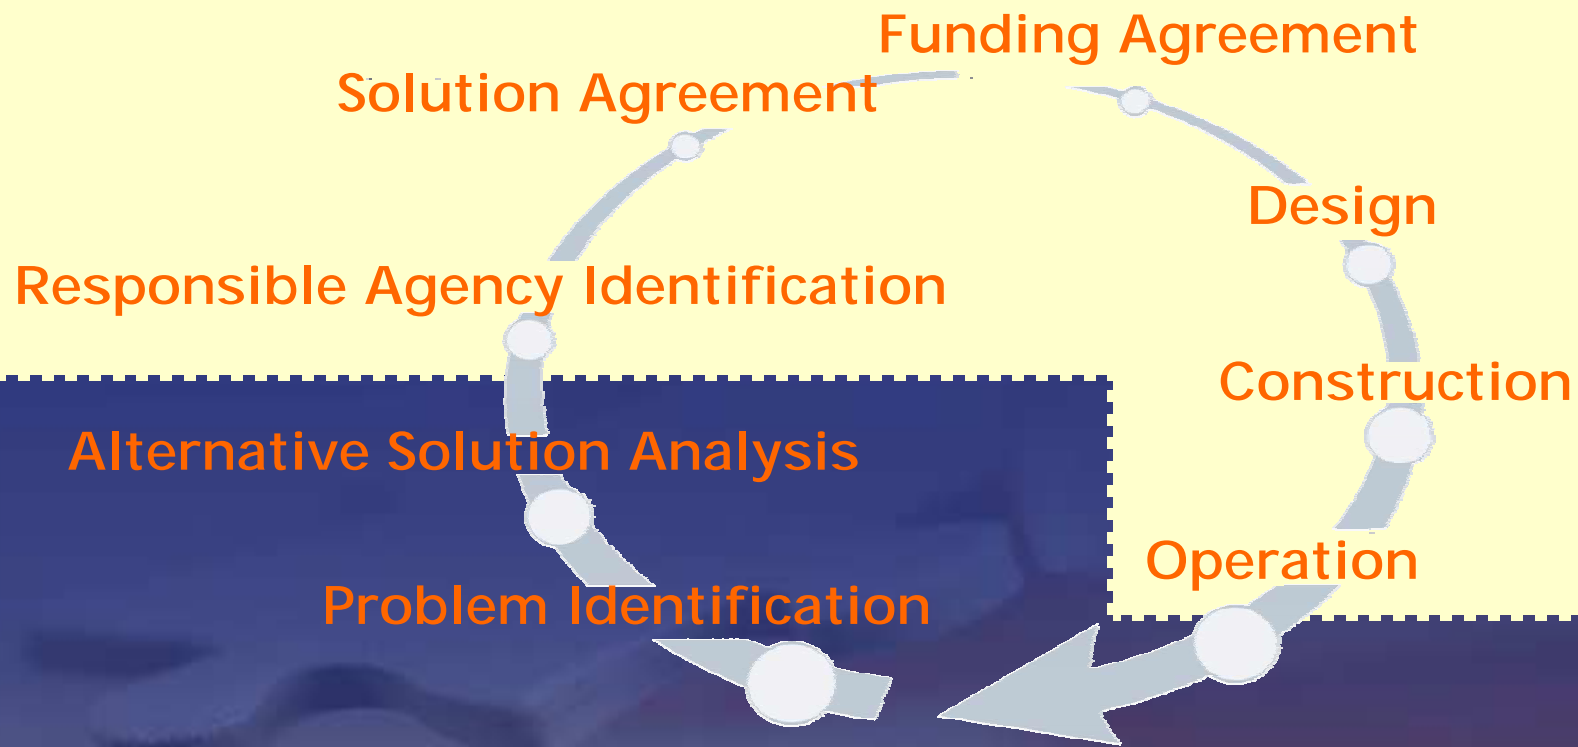 Funding Agreement
Solution Agreement
Design
Responsible Agency Identification
Construction
Alternative Solution Analysis
Operation
Problem Identification